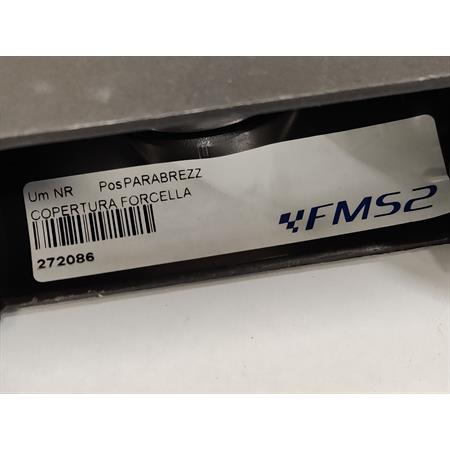 Um NR PosPARABREZZ
COPERTURA FORCELLA
FMS2
272086